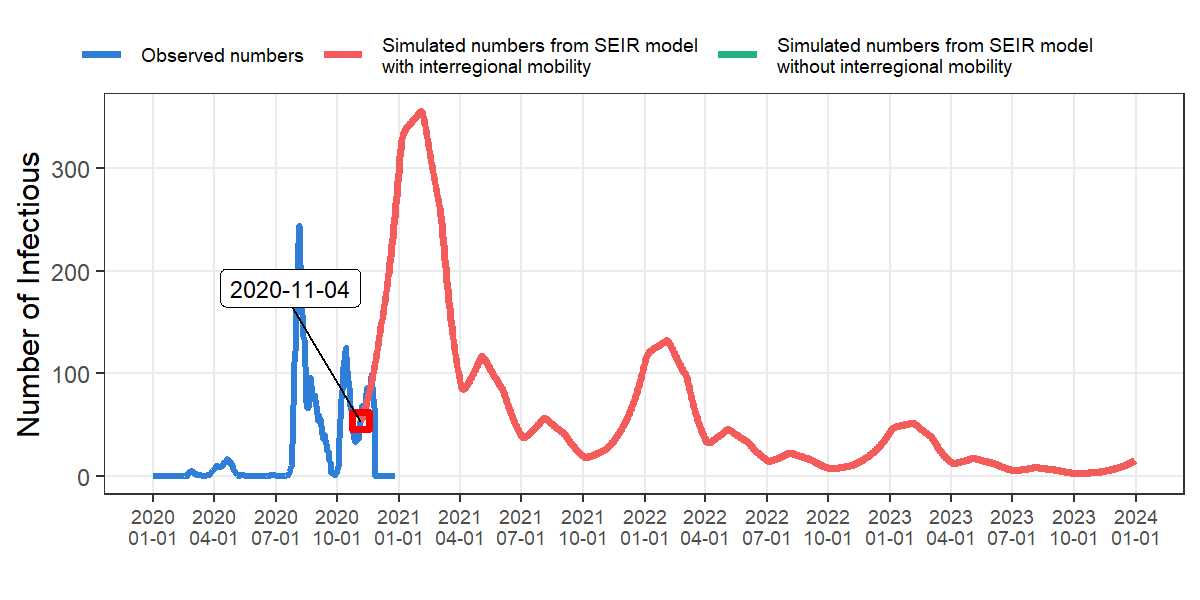 Observed numbers
Simulated numbers from SEIR model
with interregional mobility
Simulated numbers from SEIR model
without interregional mobility
Number of Infectious
300
200
100
0
2020-11-04
2020 2020 2020 2020 2021 2021 2021 2021 2022 2022 2022 2022 2023 2023 2023 2023 2024
01-01 04-01 07-01 10-01 01-01 04-01 07-01 10-01 01-01 04-01 07-01 10-01 01-01 04-01 07-01 10-01 01-01